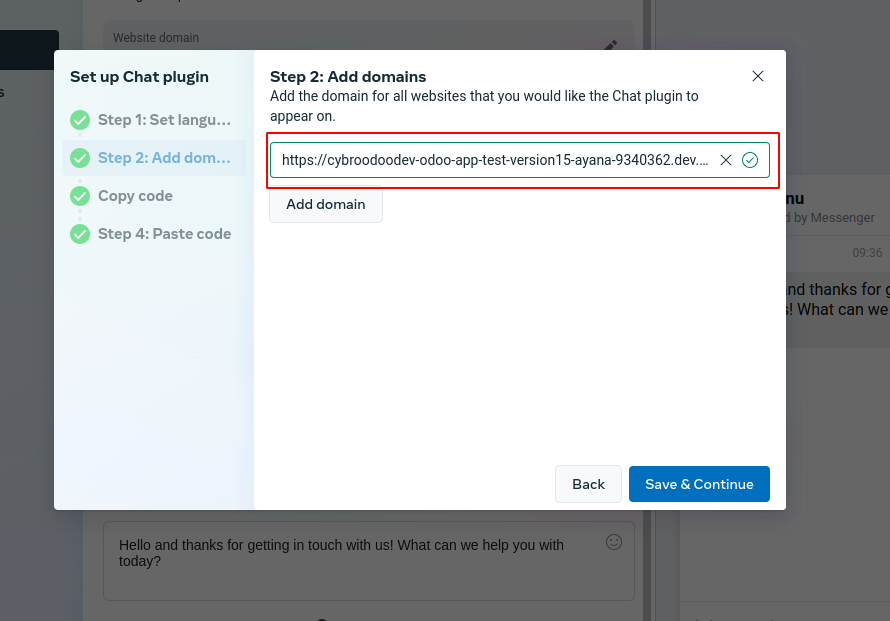 Website domain
Set up Chat plugin
Step 1: Set langu...
Step 2: Add dom...
Copy code
Step 4: Paste code
Step 2: Add domains
Add the domain for all websites that you would like the Chat plugin to
appear on.
https://cybroodoodev-odoo-app-test-version15-ayana-9340362.dev....
Add domain
Back
Save & Continue
nu
d by Messenger
09:36
nd thanks for g
s! What can we
Hello and thanks for getting in touch with us! What can we help you with
today?